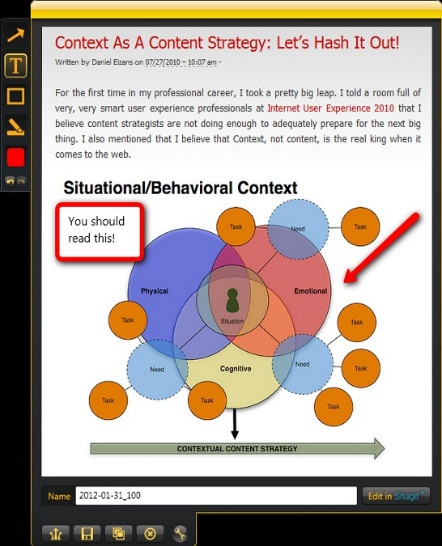 Context As A Content Strategy: Let's Hash It Out!
Written by Daniel Eizans on 07/27/2010 – 10:07 am -
For the first time in my professional career, I took a pretty big leap. I told a room full of
very, very smart user experience professionals at Internet User Experience 2010 that I
believe content strategists are not doing enough to adequately prepare for the next big
thing. I also mentioned that I believe that Context, not content, is the real king when it
comes to the web.
Situational/Behavioral Context
You should
read this!
Task
Need
Task
Physical
Emotional
Situation
Task
Task
Need
Cognitive
Need
Task
Task
Task
Task
CONTEXTUAL CONTENT STRATEGY
Name 2012-01-31_100 Edit in Snagit
T